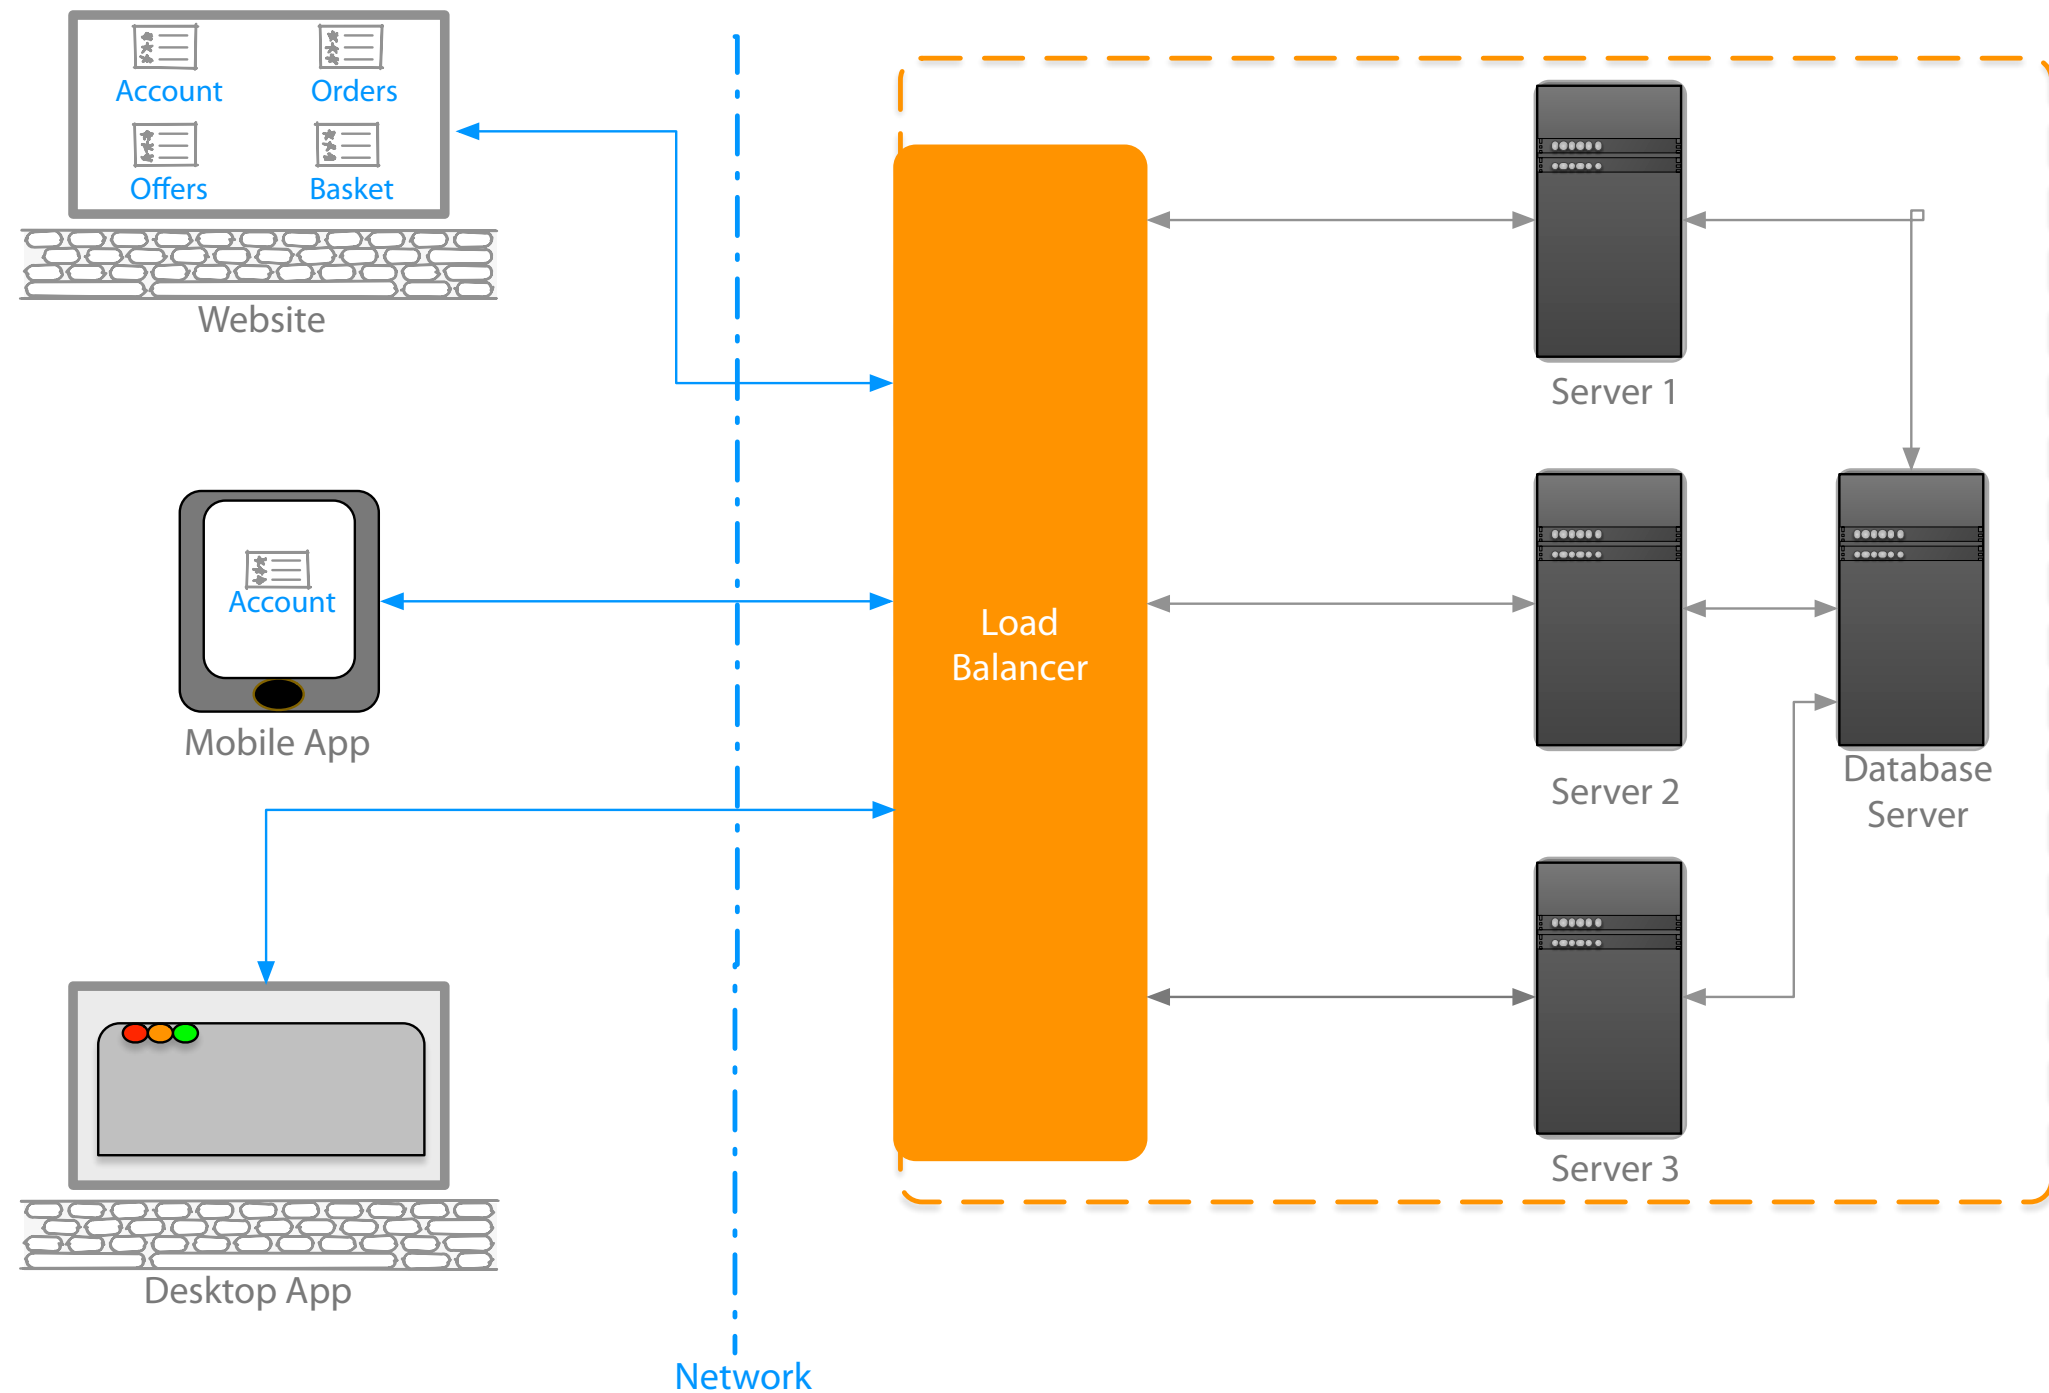 Account
Orders
Offers
Basket
Website
Account
Mobile App
Desktop App
Network
Load
Balancer
Server 1
Server 2
Database
Server
Server 3